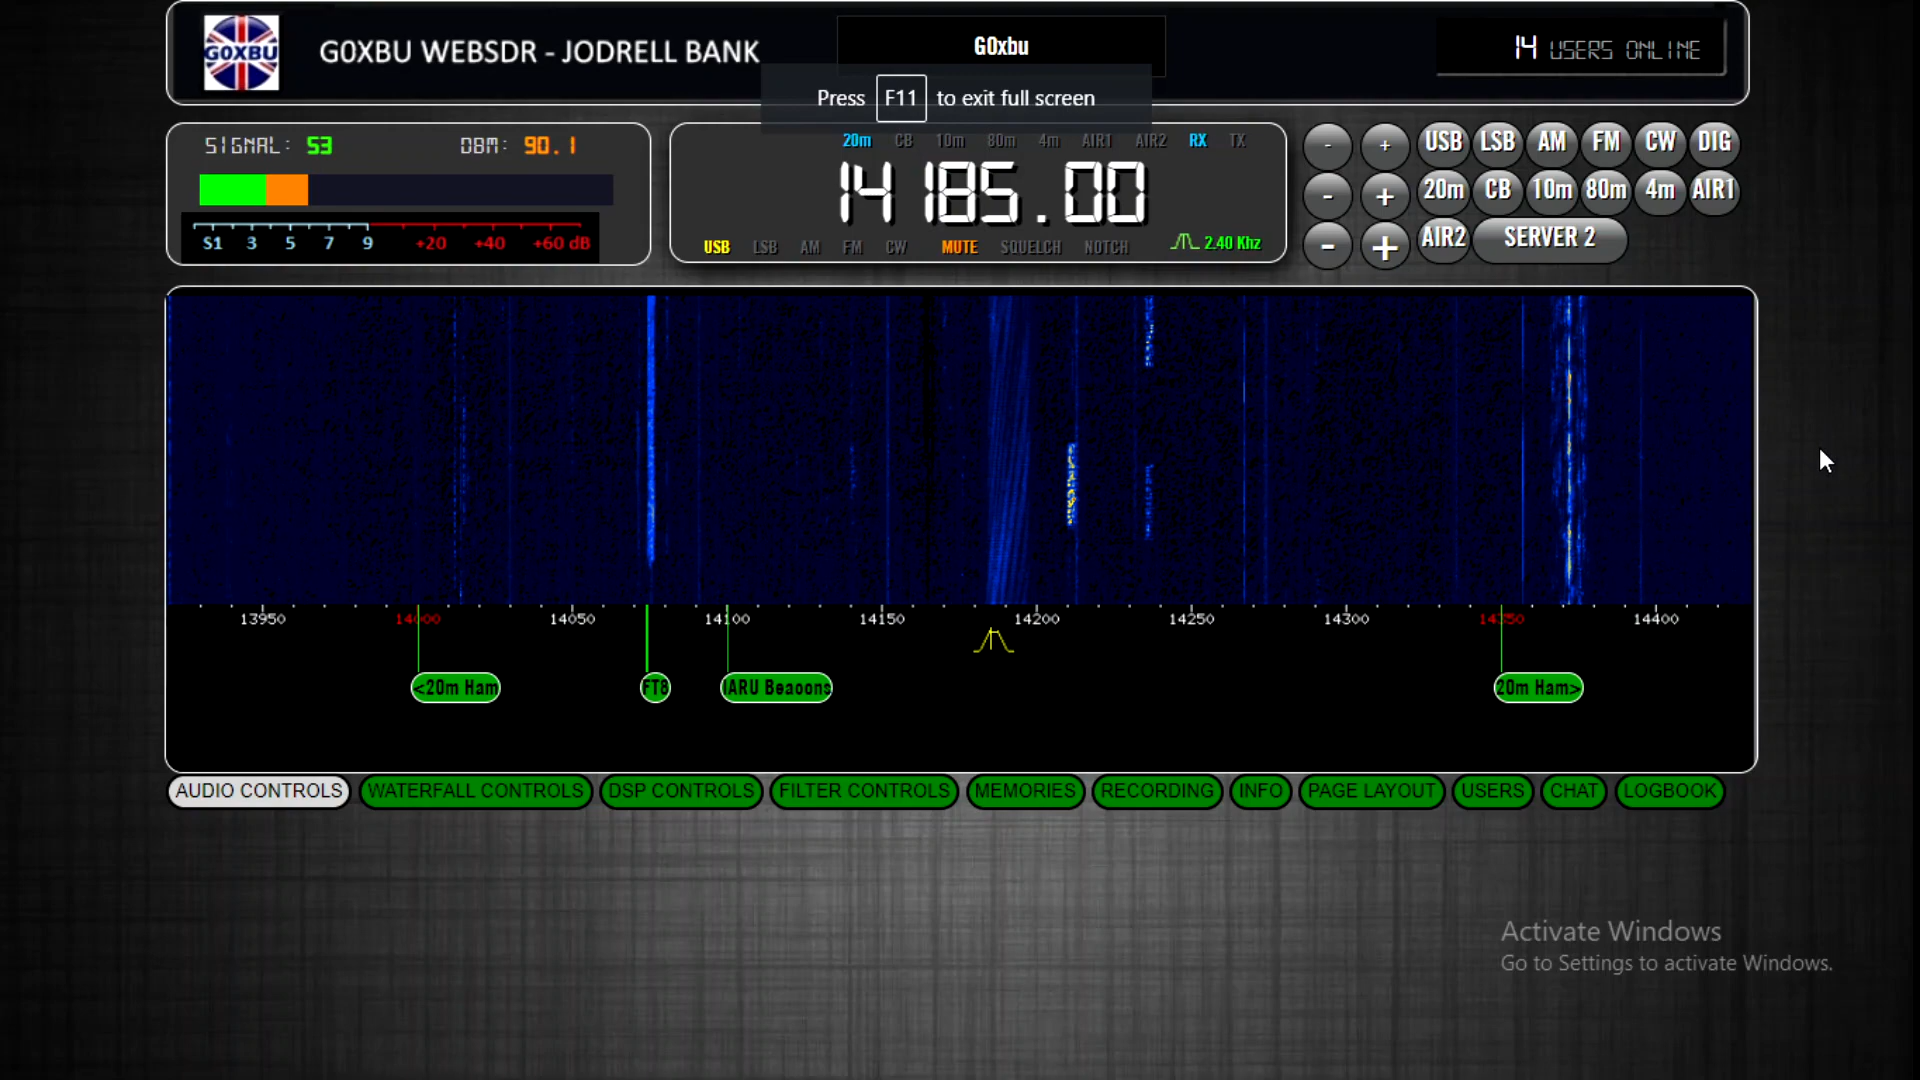 G0XBU
G0XBU WEBSDR - JODRELL BANK
G0xbu
14 USERS ONLINE
Press F11 to exit full screen
SIGNAL: S3 DBM: 90.1
S1 3 5 7 9 +20 +40 +60 dB
20m CB 10m 80m 4m AIR1 AIR2 RX TX
14185.00
USB LSB AM FM CW MUTE SQUELCH NOTCH 2.40 Khz
- + USB LSB AM FM CW DIG
- + 20m CB 10m 80m 4m AIR1
- + AIR2 SERVER 2
13950 14000 14050 14100 14150 14200 14250 14300 14350 14400
<20m Ham FT8 IARU Beacons 20m Ham>
AUDIO CONTROLS WATERFALL CONTROLS DSP CONTROLS FILTER CONTROLS MEMORIES RECORDING INFO PAGE LAYOUT USERS CHAT LOGBOOK
Activate Windows
Go to Settings to activate Windows.